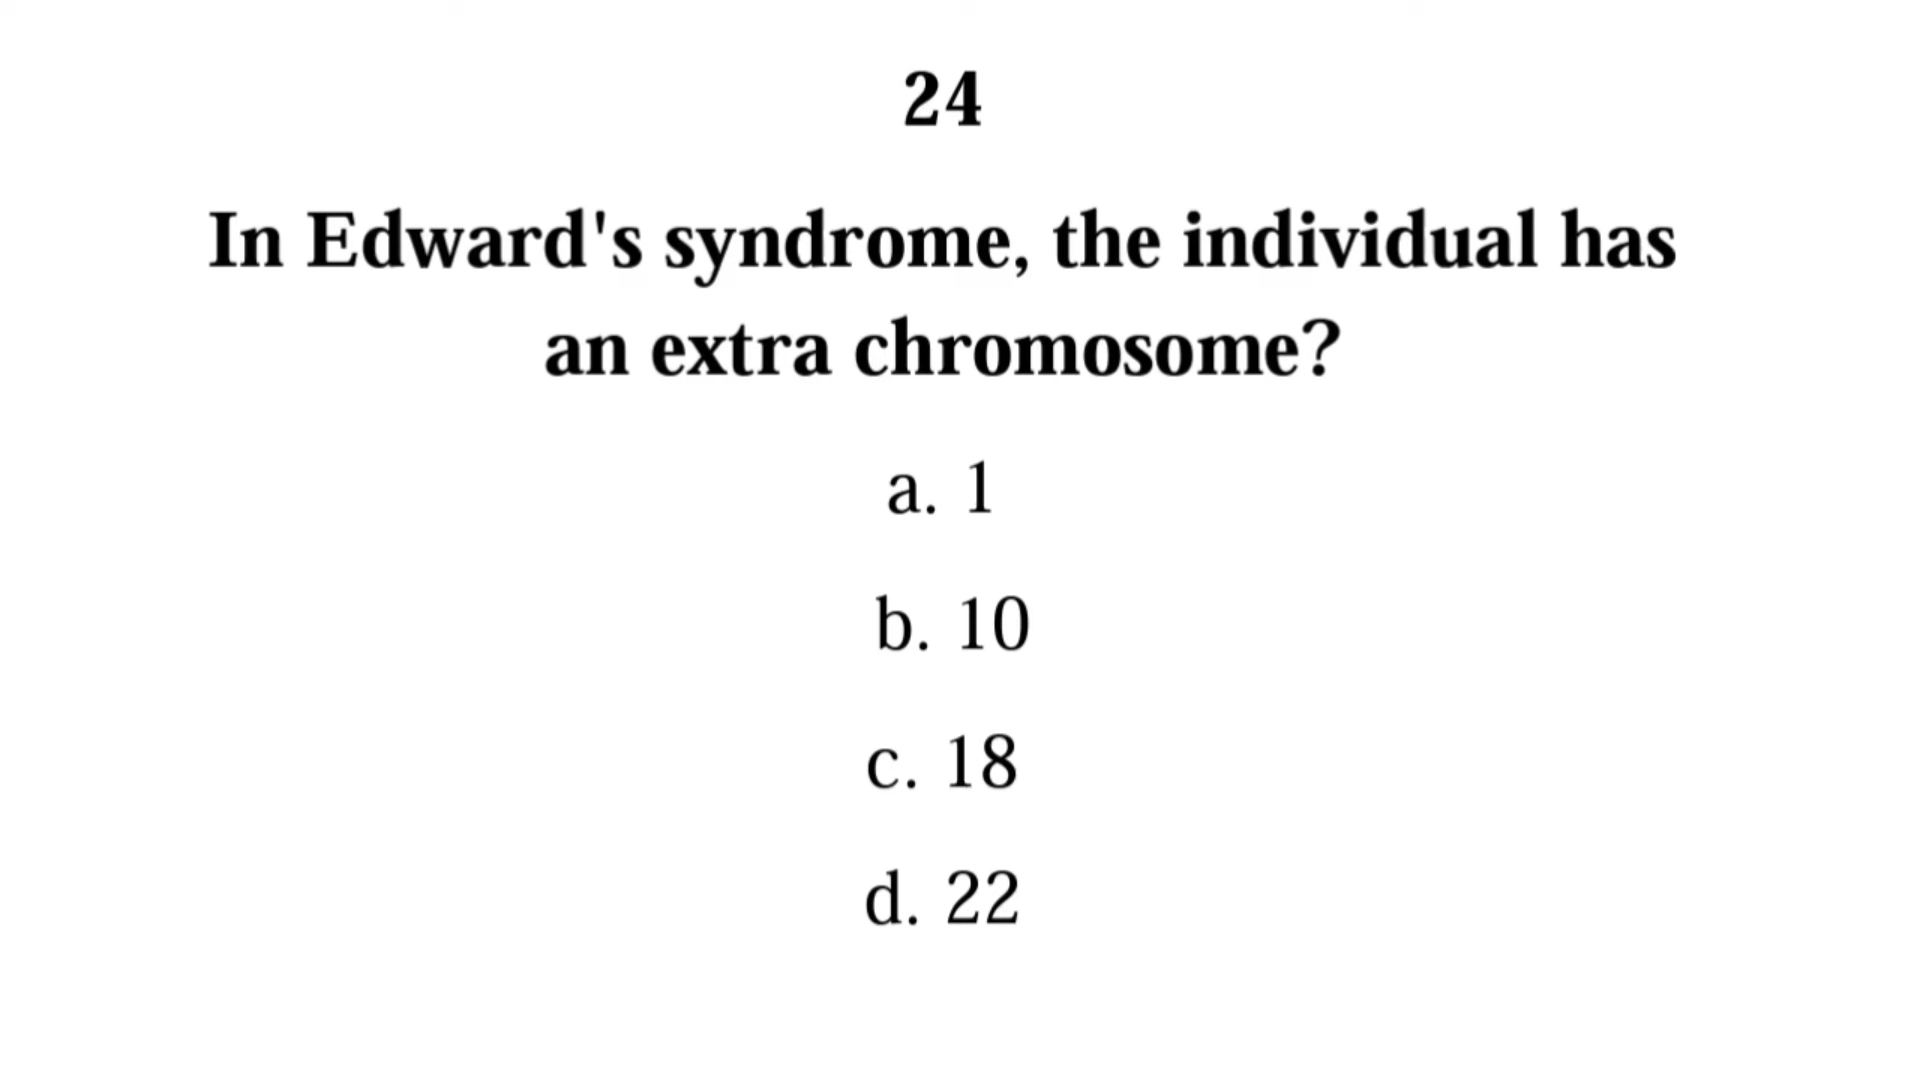 24
In Edward's syndrome, the individual has
an extra chromosome?
a. 1
b. 10
c. 18
d. 22